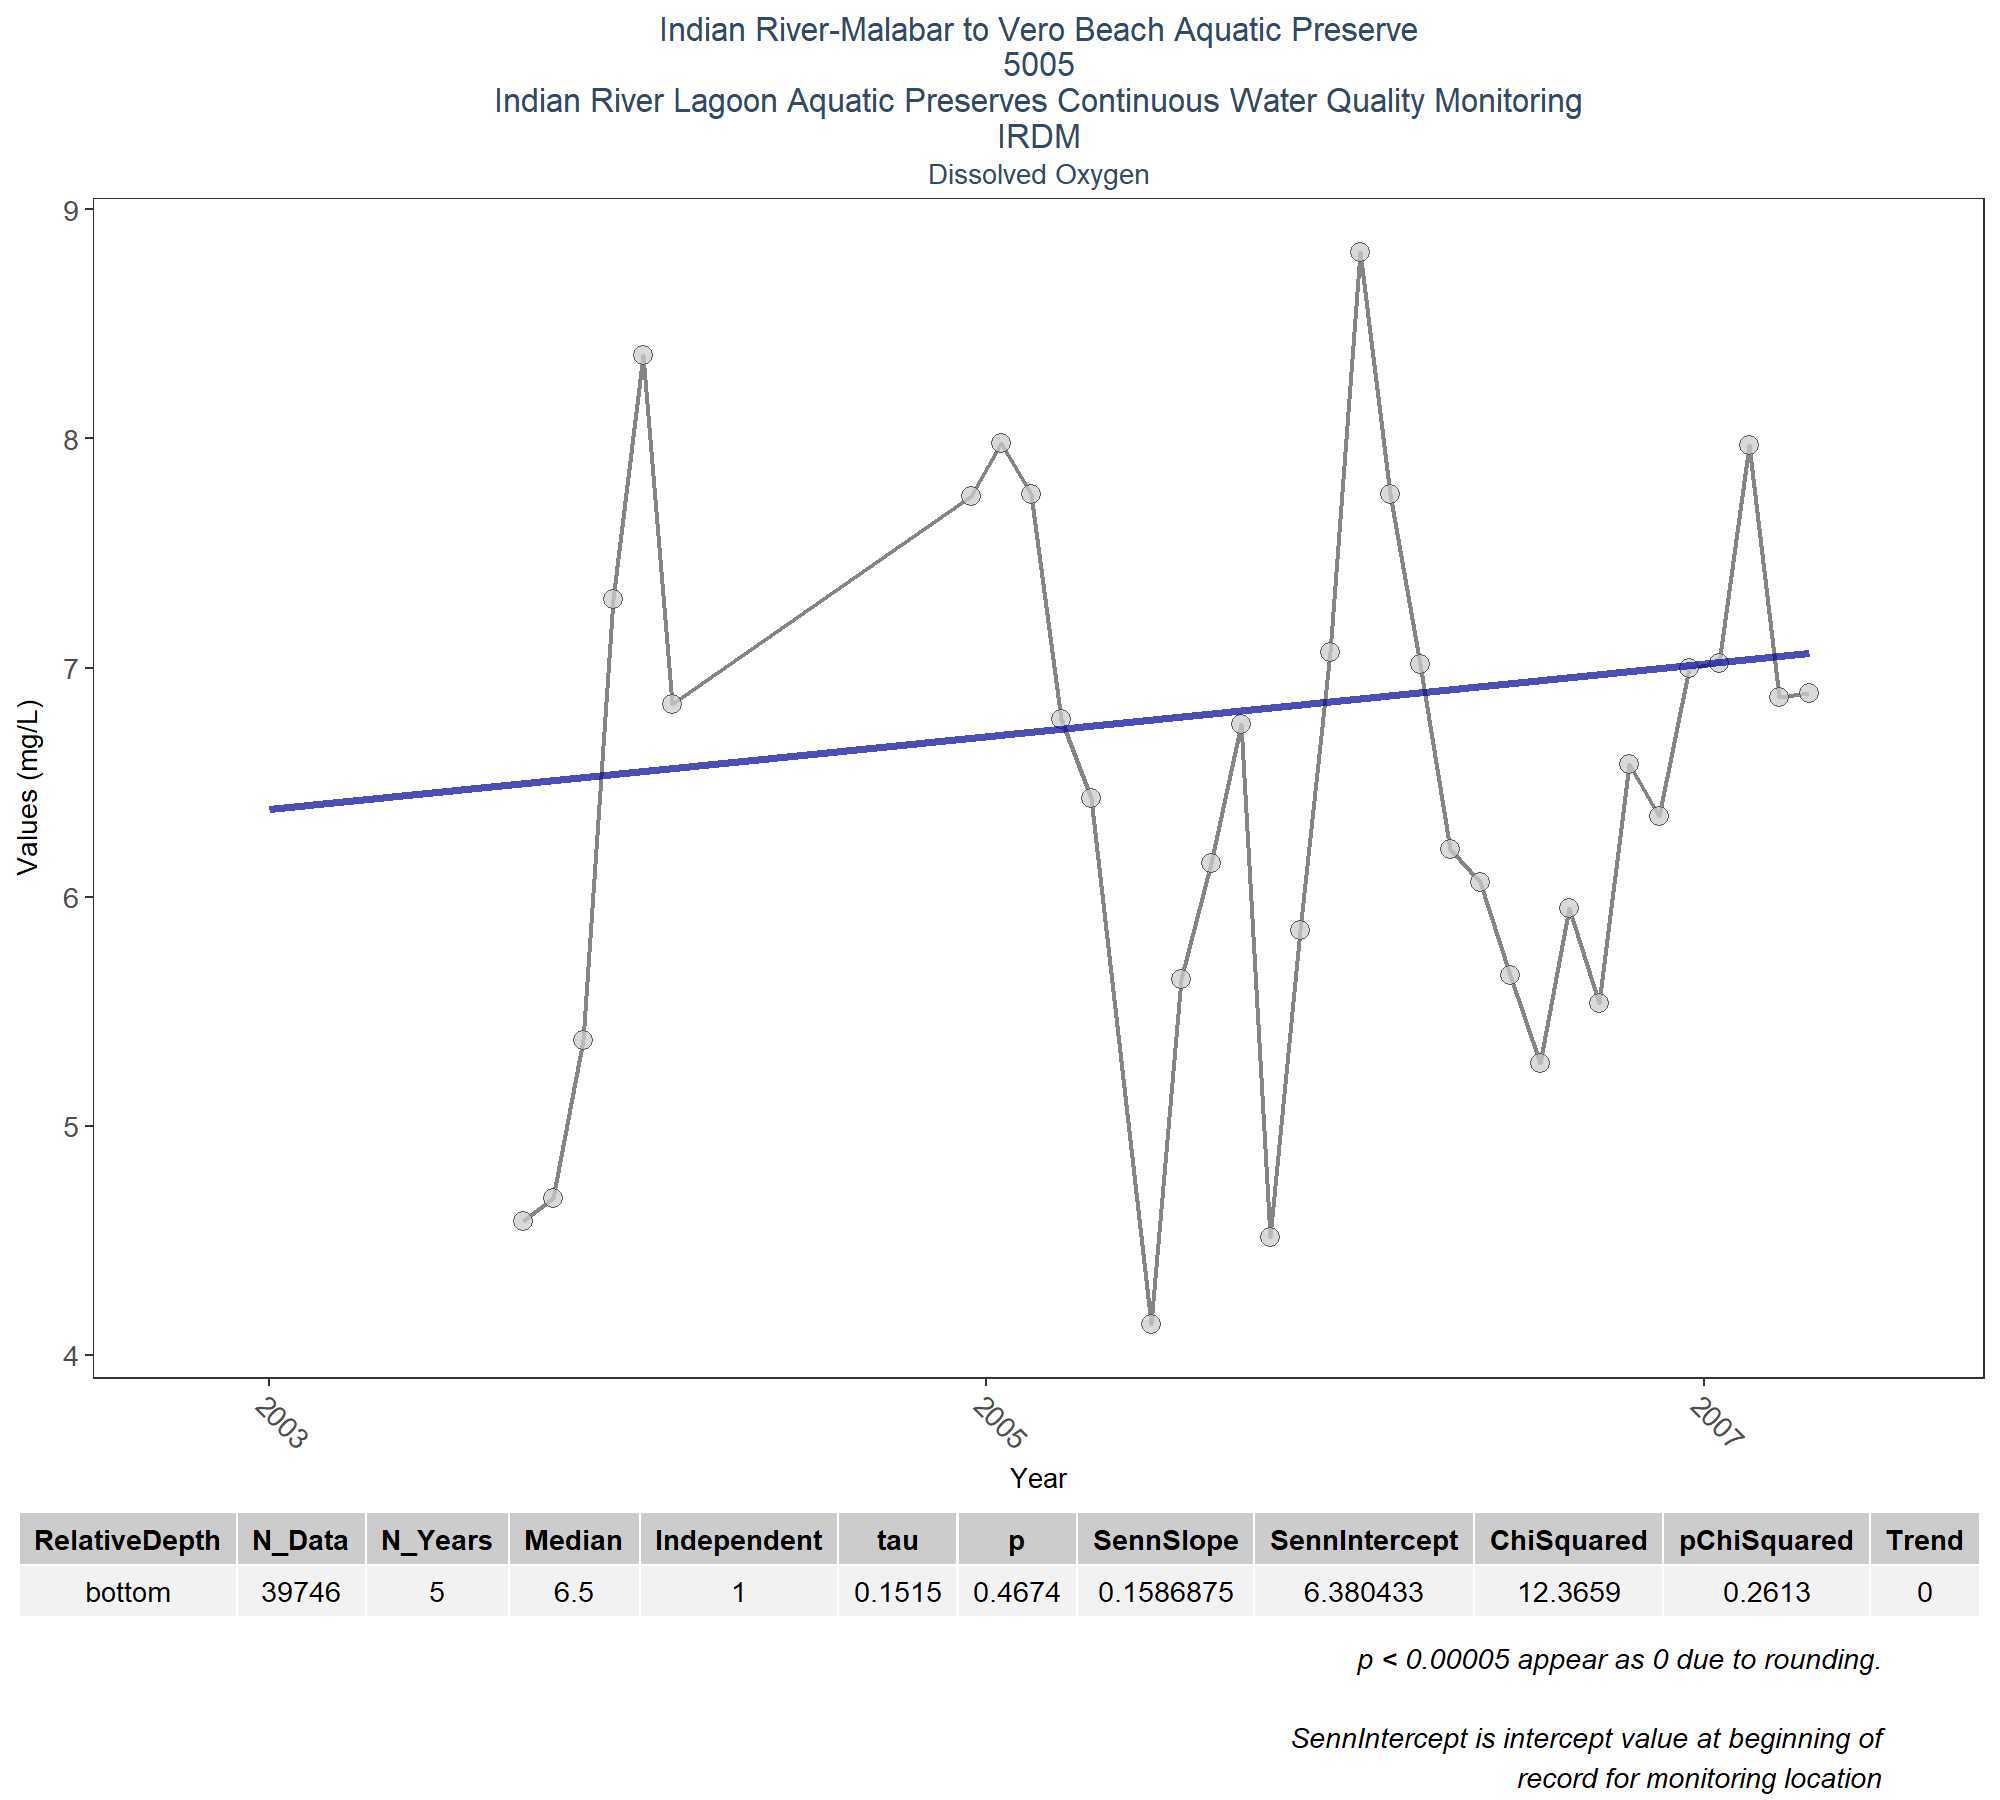 Indian River-Malabar to Vero Beach Aquatic Preserve
5005
Indian River Lagoon Aquatic Preserves Continuous Water Quality Monitoring
IRDM
Dissolved Oxygen
9
8
7
6
5
4
Values (mg/L)
2003 2005 2007
Year
RelativeDepth N_Data N_Years Median Independent tau p SennSlope SennIntercept ChiSquared pChiSquared Trend
bottom 39746 5 6.5 1 0.1515 0.4674 0.1586875 6.380433 12.3659 0.2613 0
p < 0.00005 appear as 0 due to rounding.
SennIntercept is intercept value at beginning of
record for monitoring location